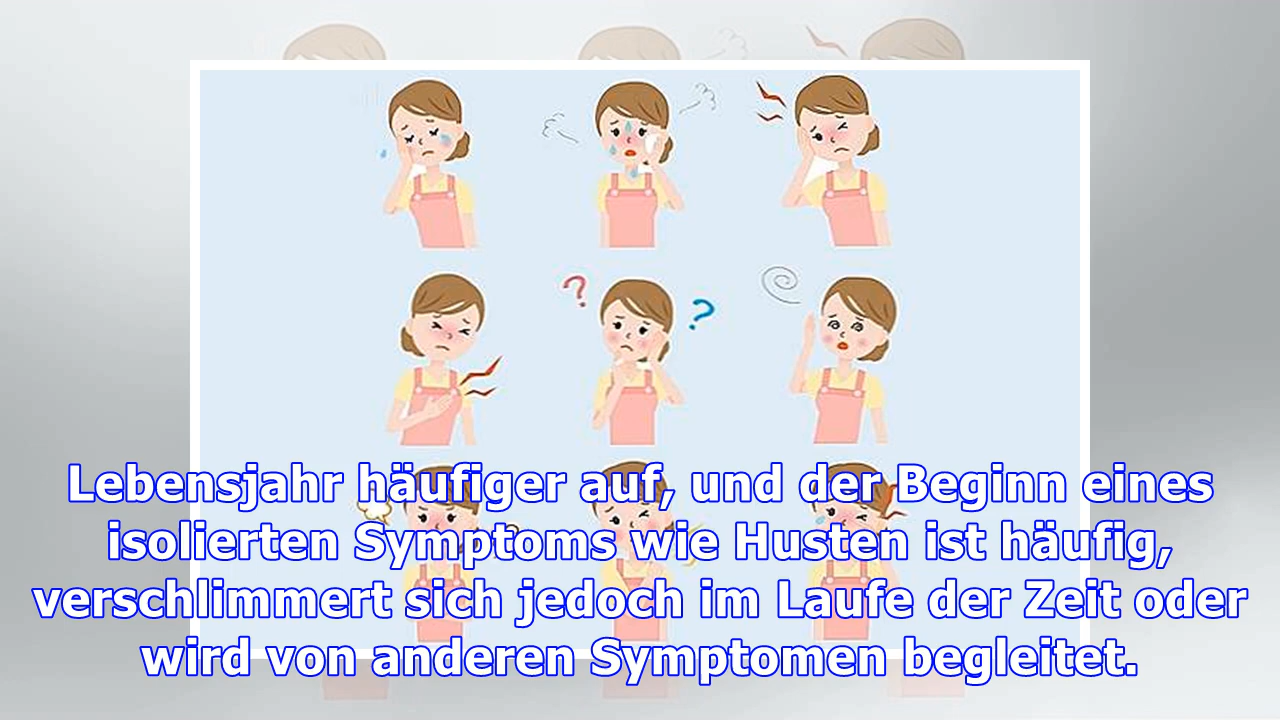 ? ?
Lebensjahr häufiger auf, und der Beginn eines
isolierten Symptoms wie Husten ist häufig,
verschlimmert sich jedoch im Laufe der Zeit oder
wird von anderen Symptomen begleitet.